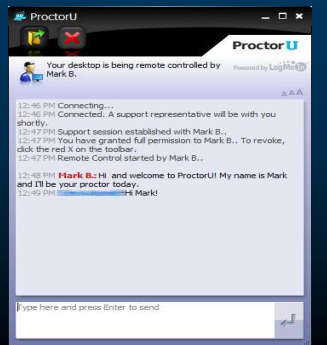 ProctorU
ProctorU
Your desktop is being remote controlled by
Mark B.
Powered by LogMeIn
AAA
12:46 PM Connecting...
12:46 PM Connected. A support representative will be with you
shortly.
12:47 PM Support session established with Mark B..
12:47 PM You have granted full permission to Mark B.. To revoke,
click the red X on the toolbar.
12:47 PM Remote Control started by Mark B..
12:48 PM Mark B.: Hi and welcome to ProctorU! My name is Mark
and I'll be your proctor today.
12:49 PM Hi Mark!
Type here and press Enter to send